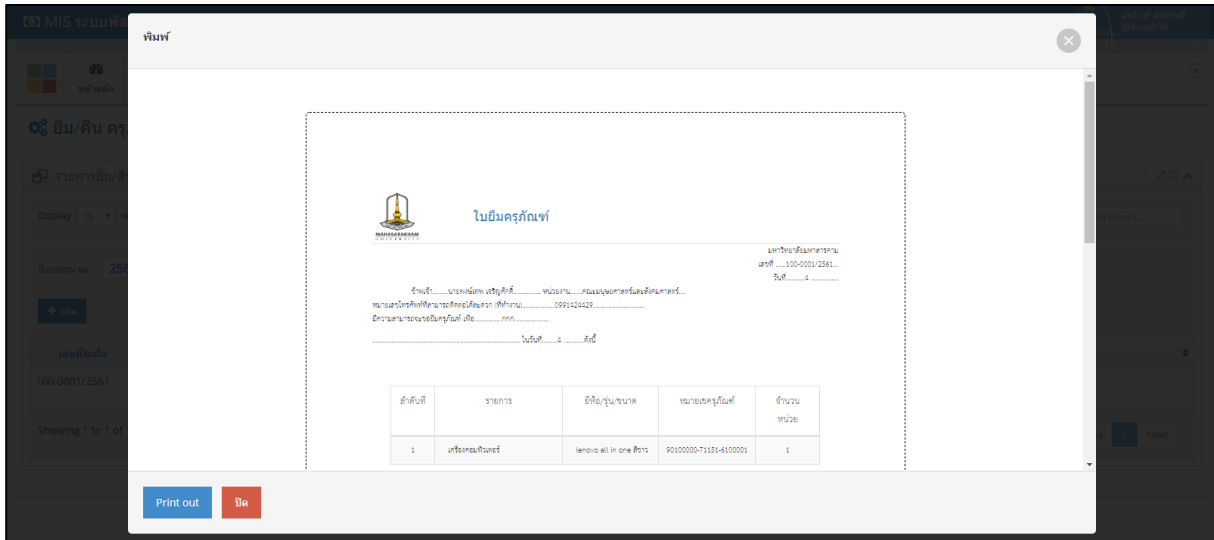 MIS ระบบพัส
พิมพ์
หน้าหลัก
ยืม/คืน ครุ
รายการยืม/คื
Display 10
ปีงบประมาณ : 256
+ เพิ่ม
เลขที่ใบยืม
100-0001/2561
Showing 1 to 1 of
MAHASARAKHAM
UNIVERSITY
ใบยืมครุภัณฑ์
มหาวิทยาลัยมหาสารคาม
เลขที่ ......100-0001/2561...
วันที่.........4 ..............
ข้าพเจ้า........นายพงษ์เทพ เจริญศักดิ์............... หน่วยงาน......คณะมนุษยศาสตร์และสังคมศาสตร์....
หมายเลขโทรศัพท์ที่สามารถติดต่อได้สะดวก (ที่ทำงาน)................0991424429..........................
มีความสามารถจะขอยืมครุภัณฑ์ เพื่อ..............กกก..................
........................ ในวันที่........4 ...........ดังนี้
ลำดับที่ รายการ ยี่ห้อ/รุ่น/ขนาด หมายเขครุภัณฑ์ จำนวน
หน่วย
1 เครื่องคอมพิวเตอร์ lenovo all in one สีขาว 90100000-71151-6100001 1
1 Next
Print out ปิด